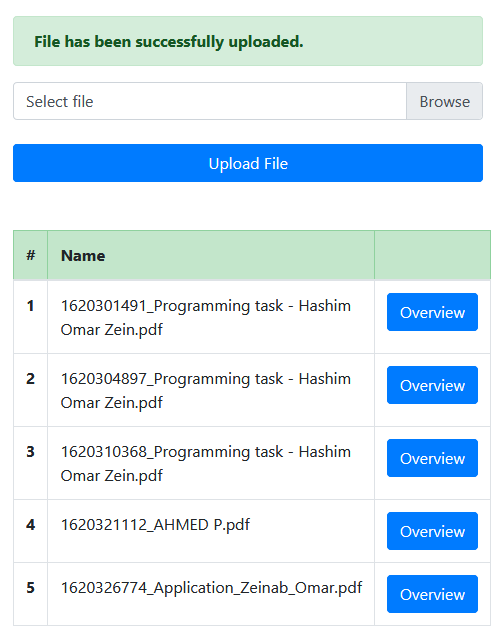 File has been successfully uploaded.
Select file
Browse
Upload File
# Name
1 1620301491_Programming task - Hashim
Omar Zein.pdf
Overview
2 1620304897_Programming task - Hashim
Omar Zein.pdf
Overview
3 1620310368_Programming task - Hashim
Omar Zein.pdf
Overview
4 1620321112_AHMED P.pdf
Overview
5 1620326774_Application_Zeinab_Omar.pdf
Overview